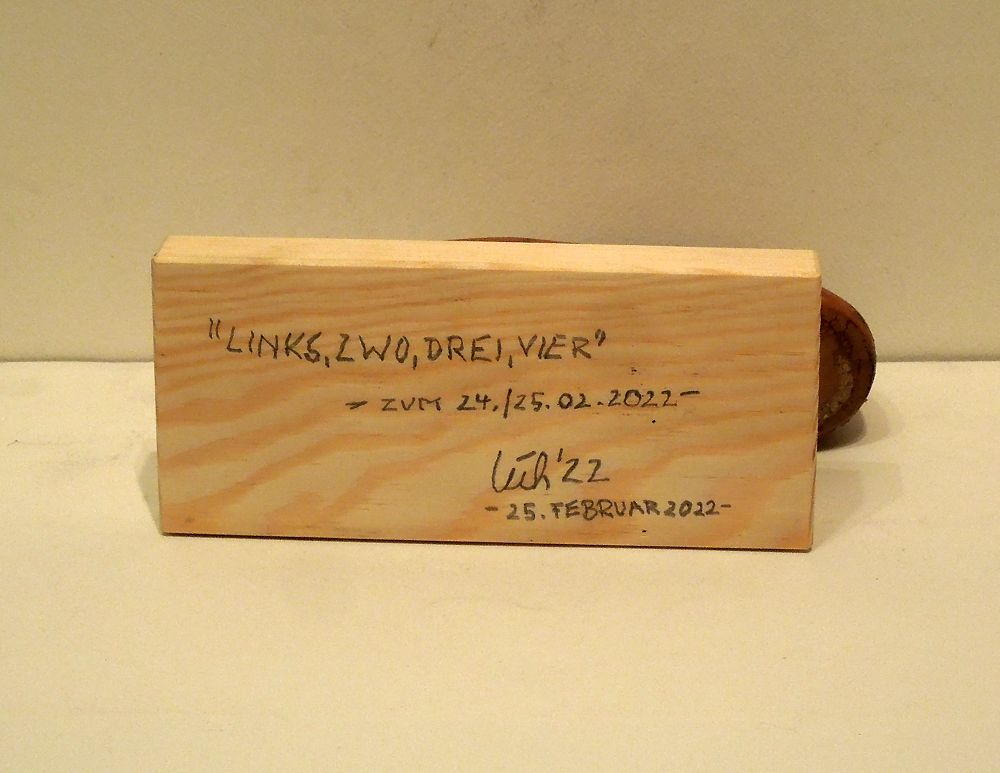 "LINKS, ZWO, DREI, VIER"
- ZUM 24./25.02.2022 -
'22
- 25. FEBRUAR 2022 -